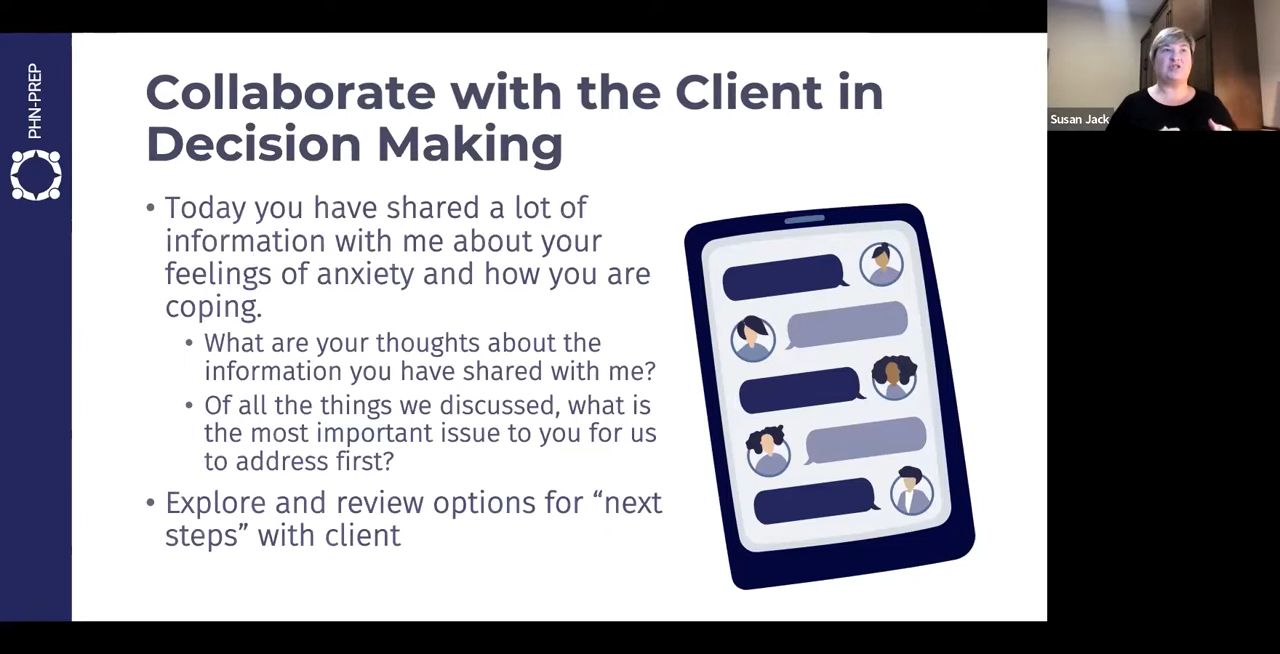 PHN-PREP
Collaborate with the Client in
Decision Making
• Today you have shared a lot of
information with me about your
feelings of anxiety and how you are
coping.
• What are your thoughts about the
information you have shared with me?
• Of all the things we discussed, what is
the most important issue to you for us
to address first?
• Explore and review options for “next
steps” with client
Susan Jack